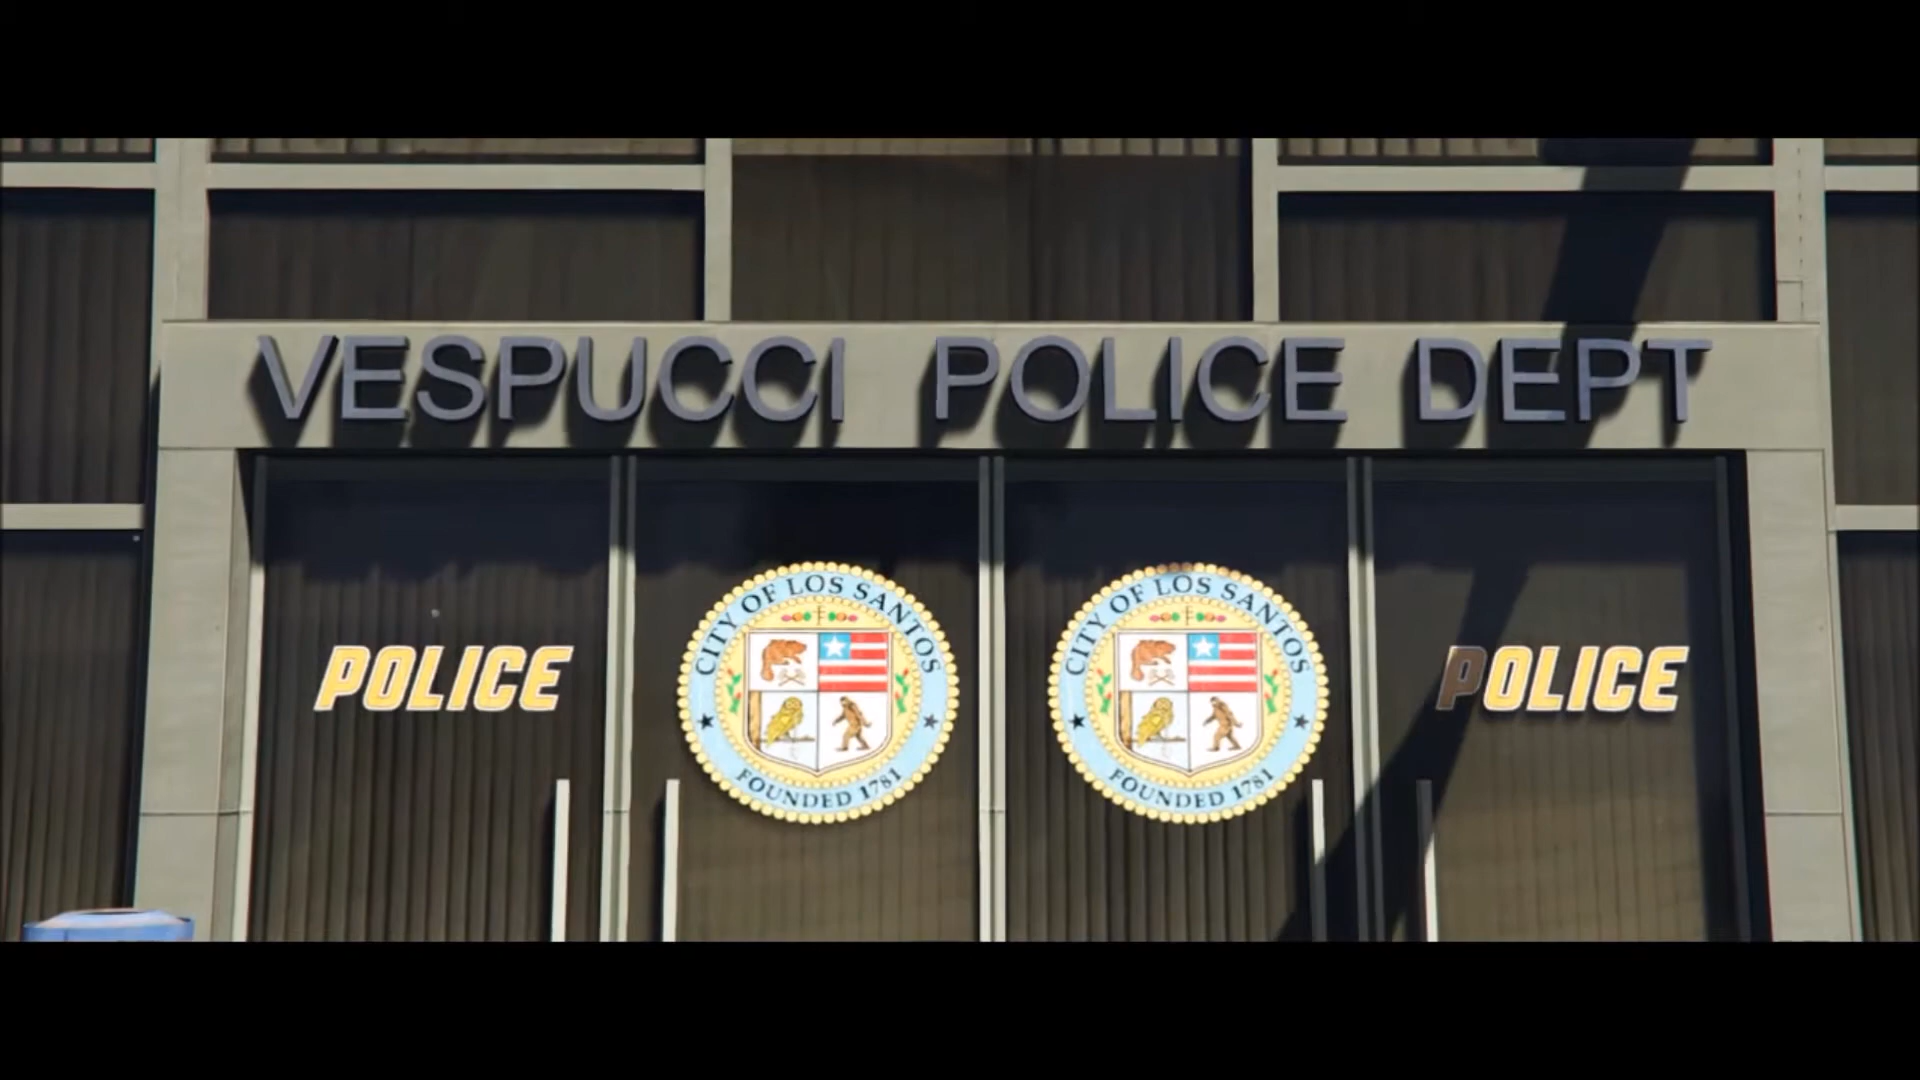 VESPUCCI POLICE DEPT
POLICE
CITY OF LOS SANTOS
FOUNDED 1781
CITY OF LOS SANTOS
FOUNDED 1781
POLICE